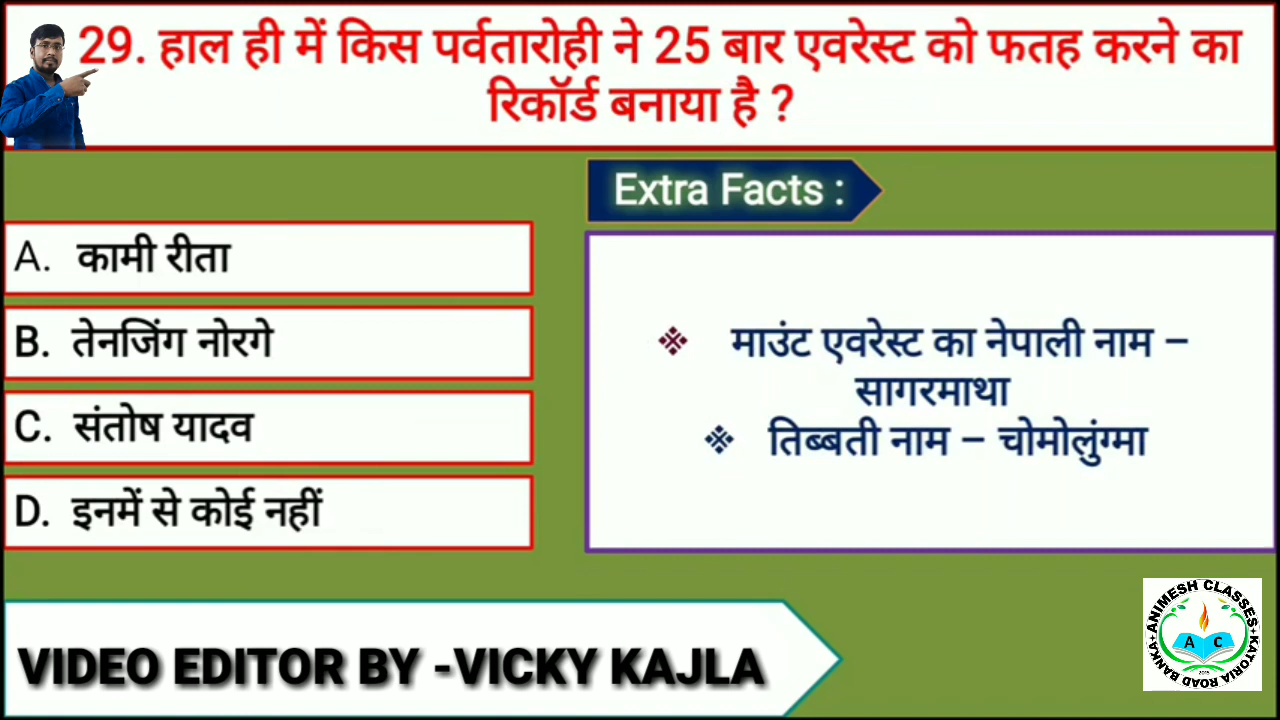 29. हाल ही में किस पर्वतारोही ने 25 बार एवरेस्ट को फतह करने का
रिकॉर्ड बनाया है ?
Extra Facts :
A. कामी रीता
B. तेनजिंग नोरगे
C. संतोष यादव
D. इनमें से कोई नहीं
❖ माउंट एवरेस्ट का नेपाली नाम –
सागरमाथा
❖ तिब्बती नाम – चोमोलुंग्मा
VIDEO EDITOR BY -VICKY KAJLA
ANIMESH CLASSES
KATORIA ROAD BANKA
A C